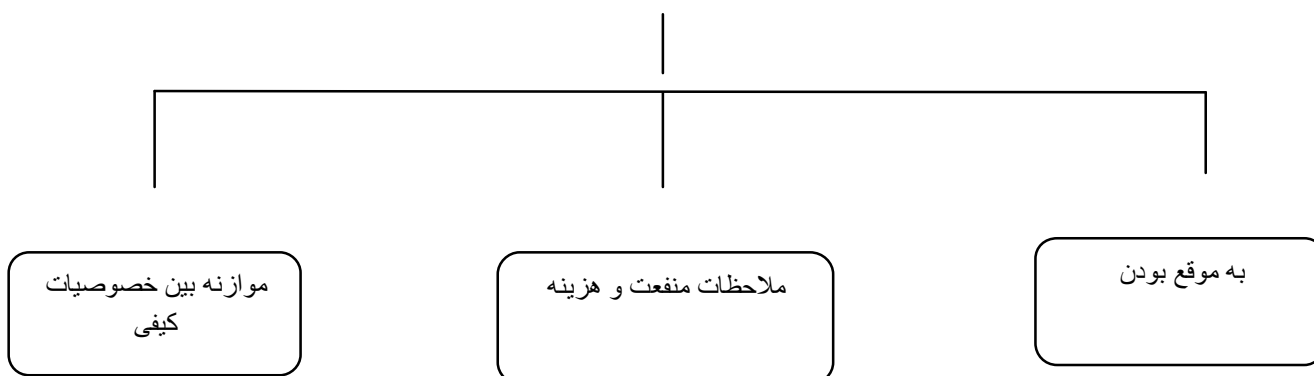 به موقع بودن
ملاحظات منفعت و هزینه
موازنه بین خصوصیات
کیفی